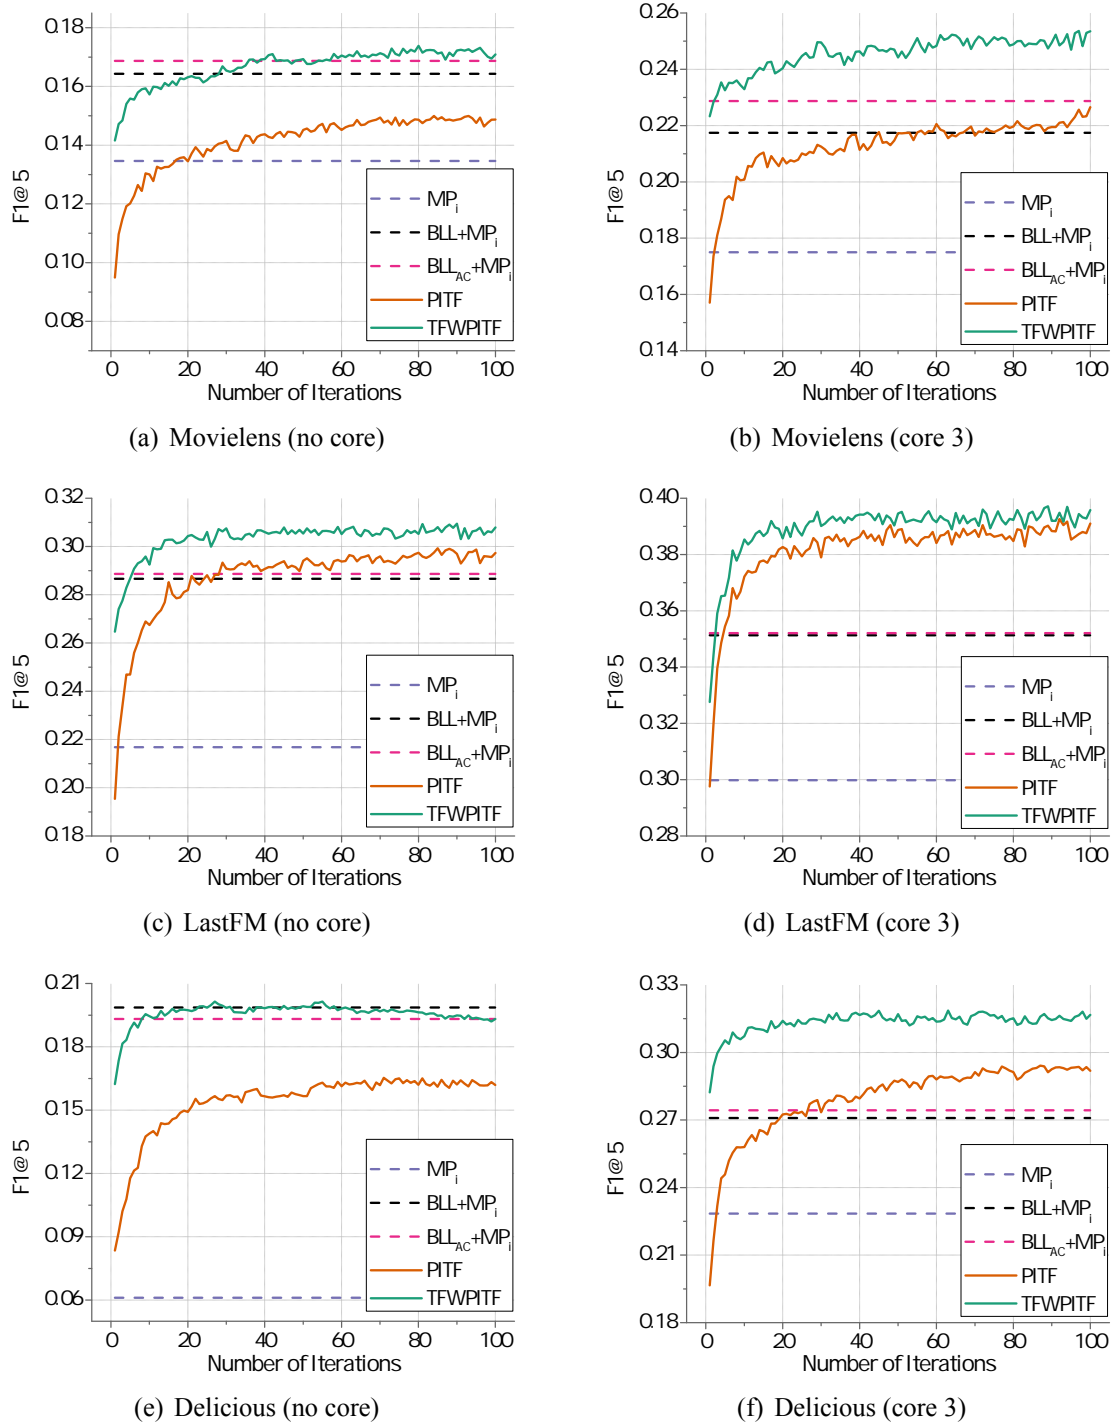 0.18
0.16
0.14
0.12
0.10
0.08
F1@5
0 20 40 60 80 100
Number of Iterations
MPi
BLL+MPi
BLLAC+MPi
PITF
TFWPITF
(a) Movielens (no core)
0.26
0.24
0.22
0.20
0.18
0.16
0.14
F1@5
0 20 40 60 80 100
Number of Iterations
MPi
BLL+MPi
BLLAC+MPi
PITF
TFWPITF
(b) Movielens (core 3)
0.32
0.30
0.28
0.26
0.24
0.22
0.20
0.18
F1@5
0 20 40 60 80 100
Number of Iterations
MPi
BLL+MPi
BLLAC+MPi
PITF
TFWPITF
(c) LastFM (no core)
0.40
0.38
0.36
0.34
0.32
0.30
0.28
F1@5
0 20 40 60 80 100
Number of Iterations
MPi
BLL+MPi
BLLAC+MPi
PITF
TFWPITF
(d) LastFM (core 3)
0.21
0.18
0.15
0.12
0.09
0.06
F1@5
0 20 40 60 80 100
Number of Iterations
MPi
BLL+MPi
BLLAC+MPi
PITF
TFWPITF
(e) Delicious (no core)
0.33
0.30
0.27
0.24
0.21
0.18
F1@5
0 20 40 60 80 100
Number of Iterations
MPi
BLL+MPi
BLLAC+MPi
PITF
TFWPITF
(f) Delicious (core 3)